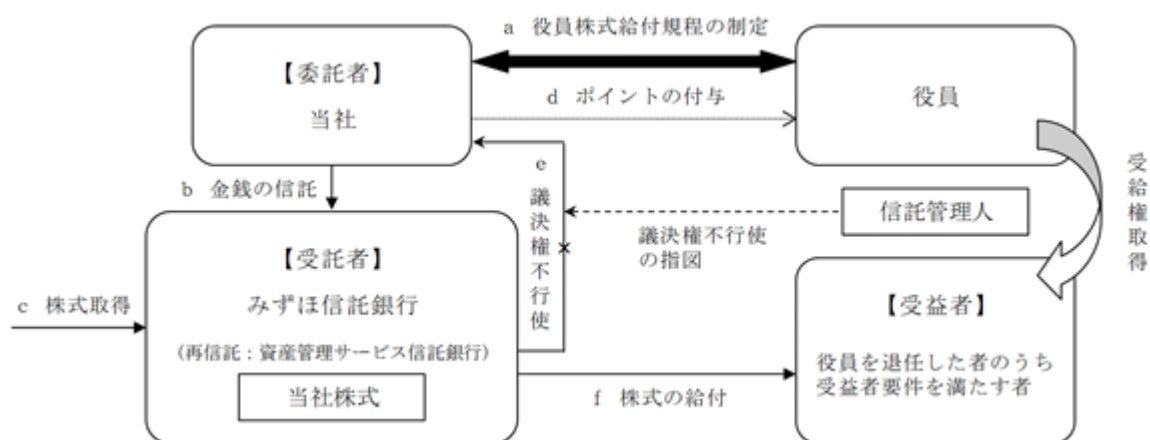 a 役員株式給付規程の制定
【委託者】
当社
役員
d ポイントの付与
b 金銭の信託
e 議決権不行使
信託管理人
議決権不行使
の指図
受給権取得
【受託者】
みずほ信託銀行
(再信託：資産管理サービス信託銀行)
当社株式
c 株式取得
【受益者】
役員を退任した者のうち
受益者要件を満たす者
f 株式の給付